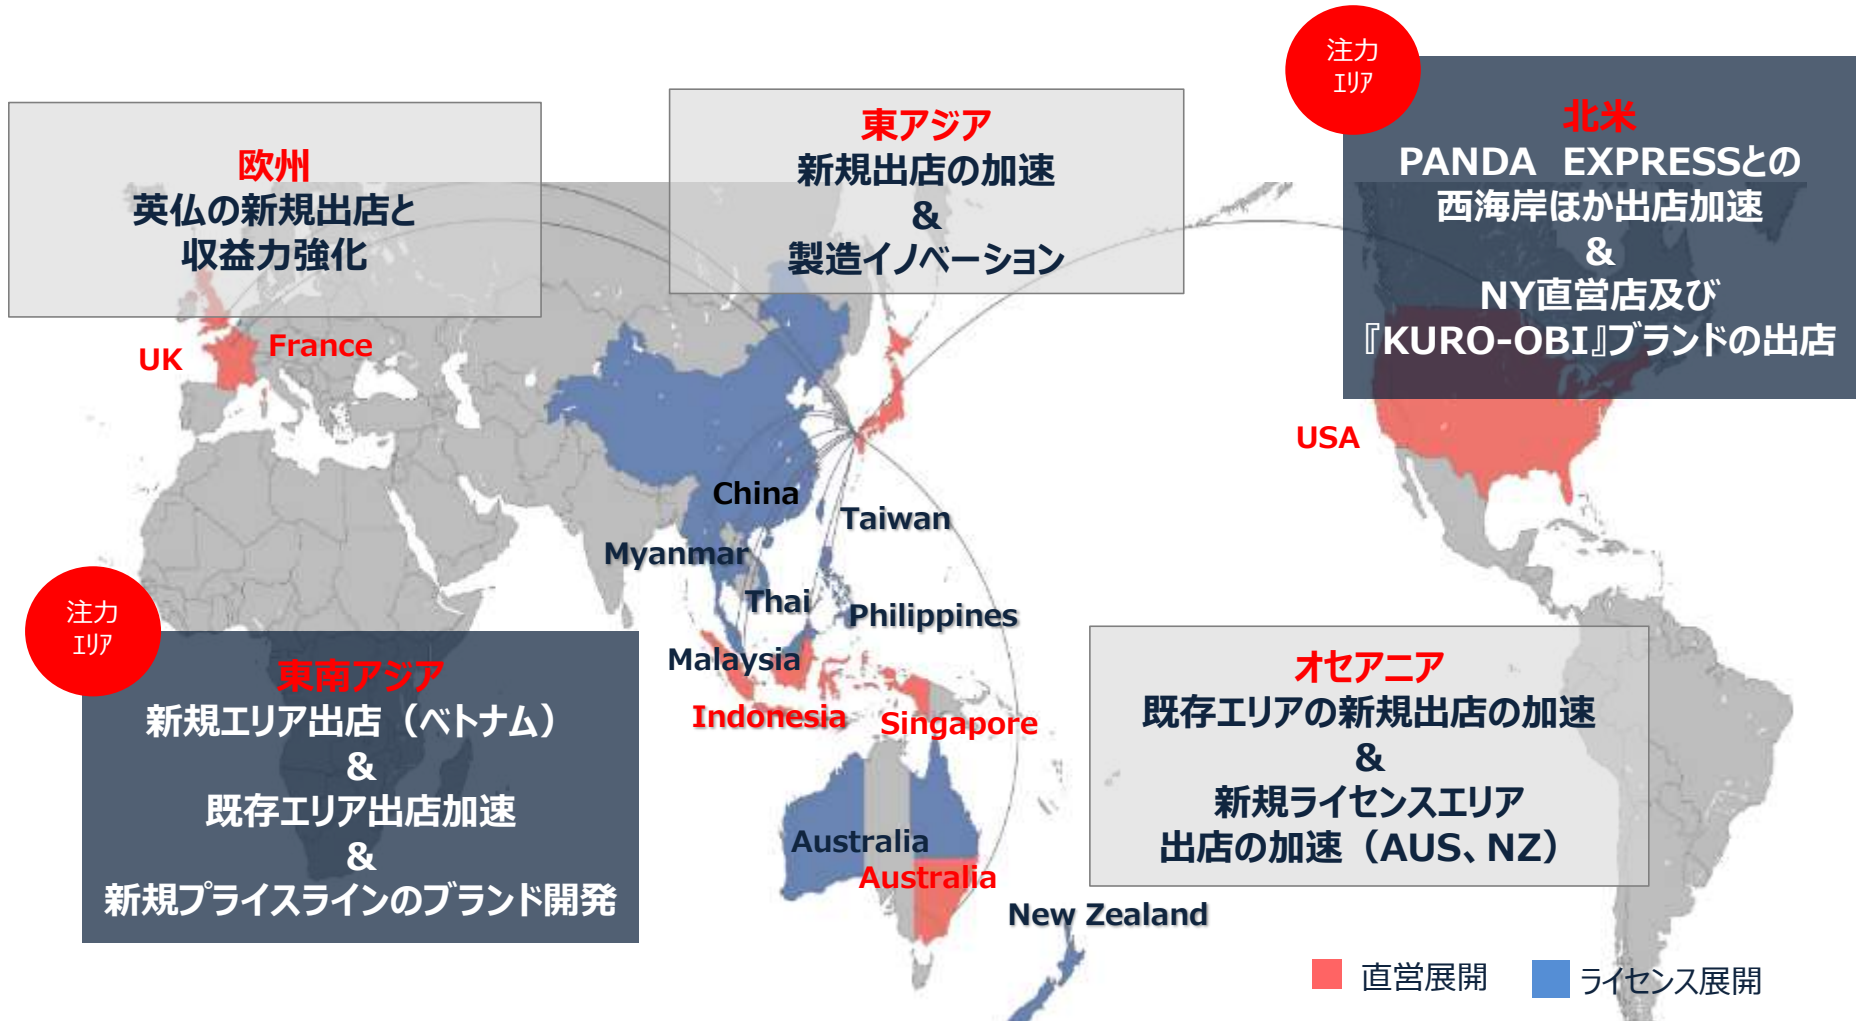 欧州
英仏の新規出店と
収益力強化
東アジア
新規出店の加速
&
製造イノベーション
注力
エリア
北米
PANDA EXPRESSとの
西海岸ほか出店加速
&
NY直営店及び
『KURO-OBI』ブランドの出店
UK
France
USA
China
Taiwan
Myanmar
Thai
Philippines
Malaysia
Indonesia
Singapore
Australia
Australia
New Zealand
注力
エリア
東南アジア
新規エリア出店（ベトナム）
&
既存エリア出店加速
&
新規プライスラインのブランド開発
オセアニア
既存エリアの新規出店の加速
&
新規ライセンスエリア
出店の加速（AUS、NZ）
直営展開
ライセンス展開